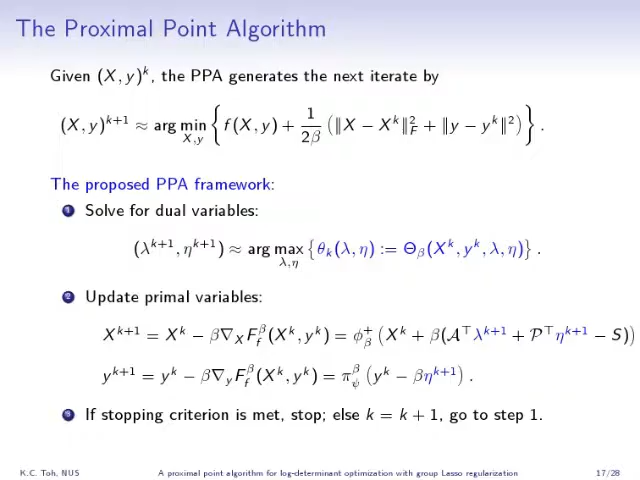 The Proximal Point Algorithm
Given (X, y)^k, the PPA generates the next iterate by
(X, y)^{k+1} ≈ arg min_{X,y} { f(X, y) + \frac{1}{2β} (‖X − X^k‖_F^2 + ‖y − y^k‖^2) } .
The proposed PPA framework:
1 Solve for dual variables:
(λ^{k+1}, η^{k+1}) ≈ arg max_{λ,η} {θ_k(λ, η) := Θ_β(X^k, y^k, λ, η)} .
2 Update primal variables:
X^{k+1} = X^k − β∇_X F_f^β(X^k, y^k) = ϕ_β^+ (X^k + β(𝒜^⊤λ^{k+1} + 𝒫^⊤η^{k+1} − S))
y^{k+1} = y^k − β∇_y F_f^β(X^k, y^k) = π_ψ^β (y^k − βη^{k+1}) .
3 If stopping criterion is met, stop; else k = k + 1, go to step 1.
K.C. Toh, NUS A proximal point algorithm for log-determinant optimization with group Lasso regularization 17/28